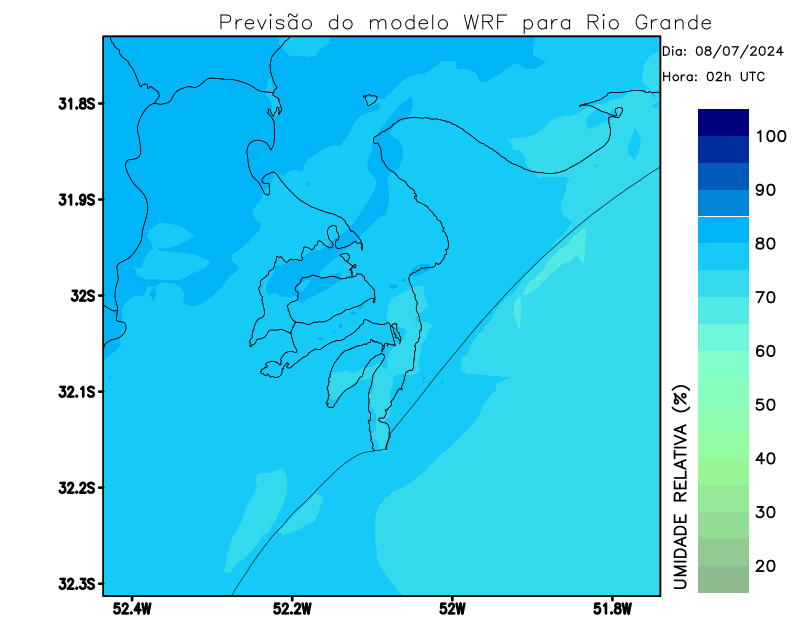 Previsão do modelo WRF para Rio Grande
Dia: 08/07/2024
Hora: 02h UTC
31.8S
31.9S
32S
32.1S
32.2S
32.3S
52.4W
52.2W
52W
51.8W
100
90
80
70
60
50
40
30
20
UMIDADE RELATIVA (%)